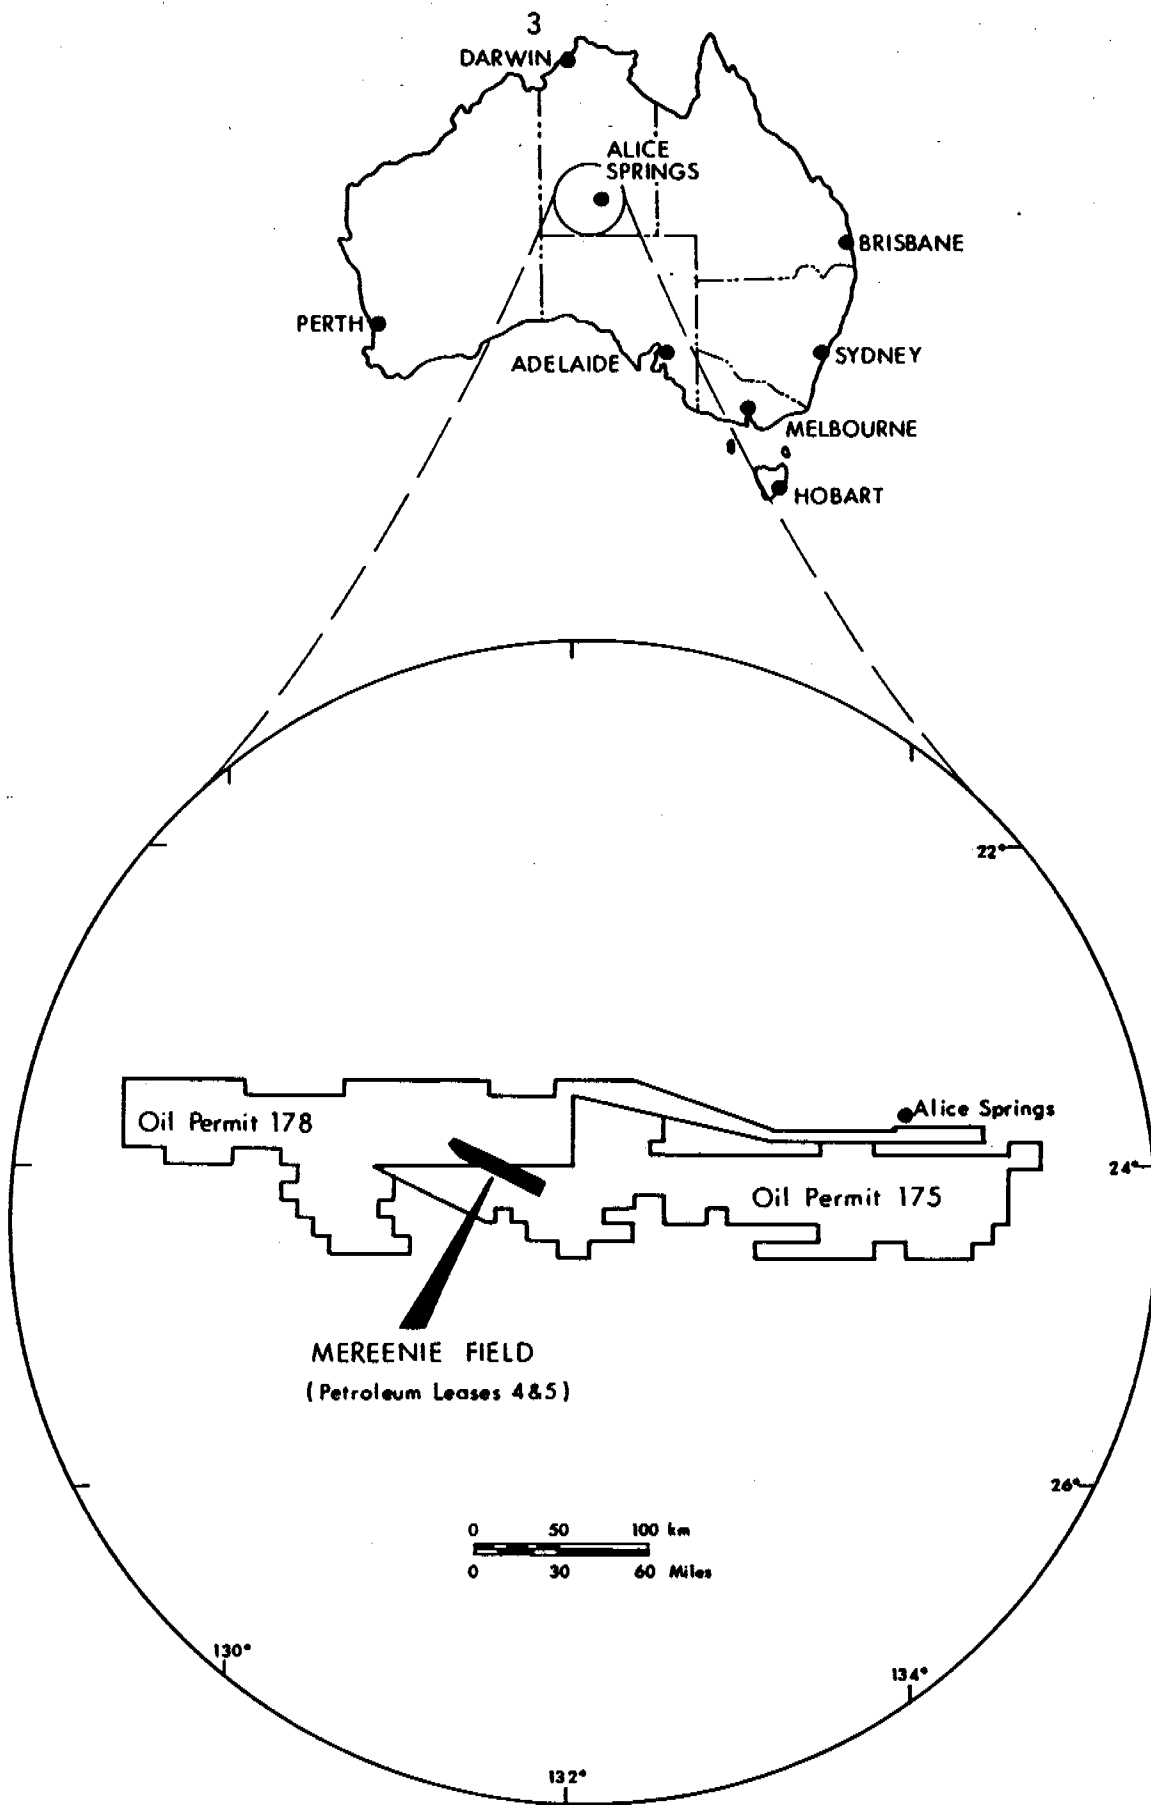 3
DARWIN
ALICE
SPRINGS
BRISBANE
PERTH
ADELAIDE
SYDNEY
MELBOURNE
HOBART
22°
Oil Permit 178
Alice Springs
24°
Oil Permit 175
MEREENIE FIELD
(Petroleum Leases 4&5)
26°
0 50 100 km
0 30 60 Miles
130°
134°
132°